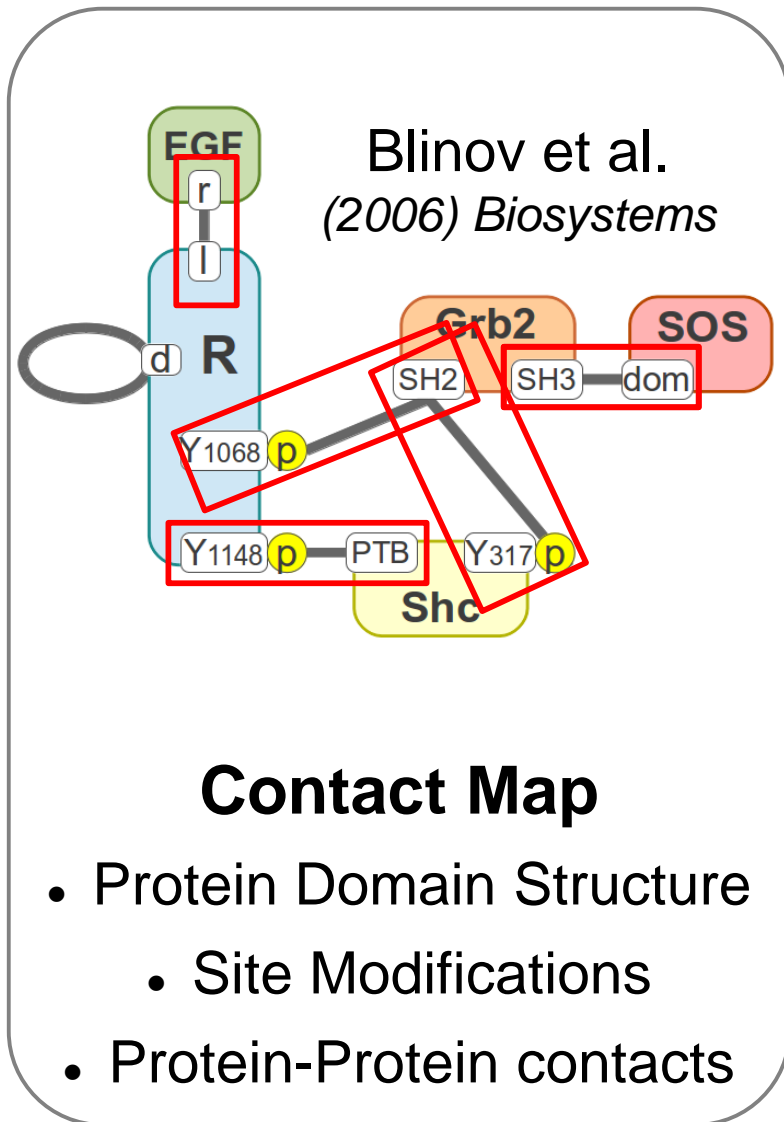 EGF
r
l
Blinov et al.
(2006) Biosystems
R
d
Grb2
SOS
SH2
SH3
dom
Y1068
p
Y1148
p
PTB
Y317
p
Shc
Contact Map
• Protein Domain Structure
• Site Modifications
• Protein-Protein contacts